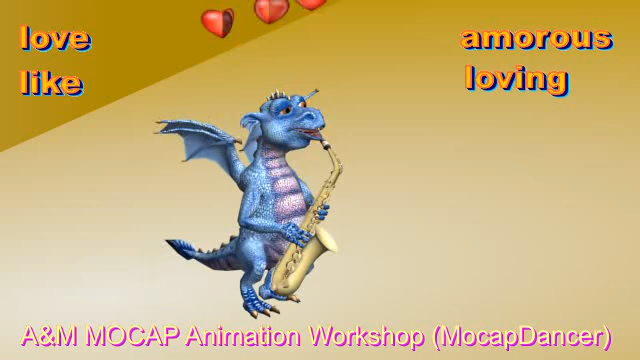 love
like
amorous
loving
A&M MOCAP Animation Workshop (MocapDancer)